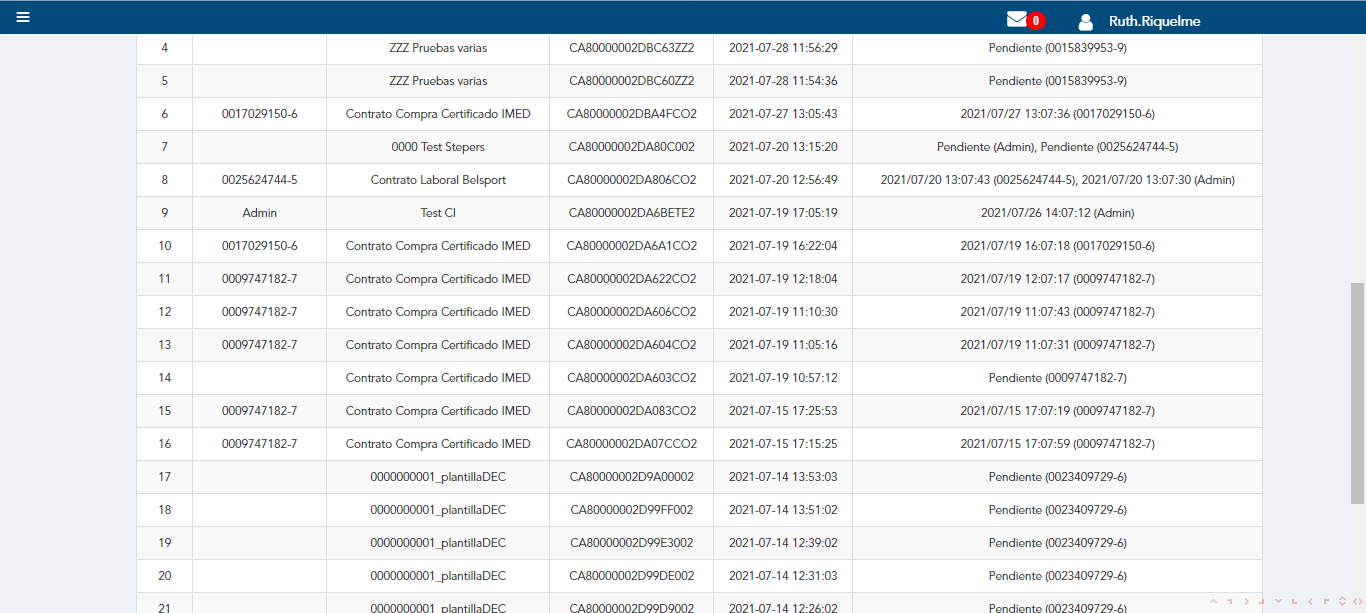 0 Ruth.Riquelme
4 ZZZ Pruebas varias CA80000002DBC63ZZ2 2021-07-28 11:56:29 Pendiente (0015839953-9)
5 ZZZ Pruebas varias CA80000002DBC60ZZ2 2021-07-28 11:54:36 Pendiente (0015839953-9)
6 0017029150-6 Contrato Compra Certificado IMED CA80000002DBA4FCO2 2021-07-27 13:05:43 2021/07/27 13:07:36 (0017029150-6)
7 0000 Test Stepers CA80000002DA80C002 2021-07-20 13:15:20 Pendiente (Admin), Pendiente (0025624744-5)
8 0025624744-5 Contrato Laboral Belsport CA80000002DA806CO2 2021-07-20 12:56:49 2021/07/20 13:07:43 (0025624744-5), 2021/07/20 13:07:30 (Admin)
9 Admin Test CI CA80000002DA6BETE2 2021-07-19 17:05:19 2021/07/26 14:07:12 (Admin)
10 0017029150-6 Contrato Compra Certificado IMED CA80000002DA6A1CO2 2021-07-19 16:22:04 2021/07/19 16:07:18 (0017029150-6)
11 0009747182-7 Contrato Compra Certificado IMED CA80000002DA622CO2 2021-07-19 12:18:04 2021/07/19 12:07:17 (0009747182-7)
12 0009747182-7 Contrato Compra Certificado IMED CA80000002DA606CO2 2021-07-19 11:10:30 2021/07/19 11:07:43 (0009747182-7)
13 0009747182-7 Contrato Compra Certificado IMED CA80000002DA604CO2 2021-07-19 11:05:16 2021/07/19 11:07:31 (0009747182-7)
14 Contrato Compra Certificado IMED CA80000002DA603CO2 2021-07-19 10:57:12 Pendiente (0009747182-7)
15 0009747182-7 Contrato Compra Certificado IMED CA80000002DA083CO2 2021-07-15 17:25:53 2021/07/15 17:07:19 (0009747182-7)
16 0009747182-7 Contrato Compra Certificado IMED CA80000002DA07CCO2 2021-07-15 17:15:25 2021/07/15 17:07:59 (0009747182-7)
17 0000000001_plantillaDEC CA80000002D9A00002 2021-07-14 13:53:03 Pendiente (0023409729-6)
18 0000000001_plantillaDEC CA80000002D99FF002 2021-07-14 13:51:02 Pendiente (0023409729-6)
19 0000000001_plantillaDEC CA80000002D99E3002 2021-07-14 12:39:02 Pendiente (0023409729-6)
20 0000000001_plantillaDEC CA80000002D99DE002 2021-07-14 12:31:03 Pendiente (0023409729-6)
21 0000000001_plantillaDEC CA80000002D99D9002 2021-07-14 12:26:02 Pendiente (0023409729-6)